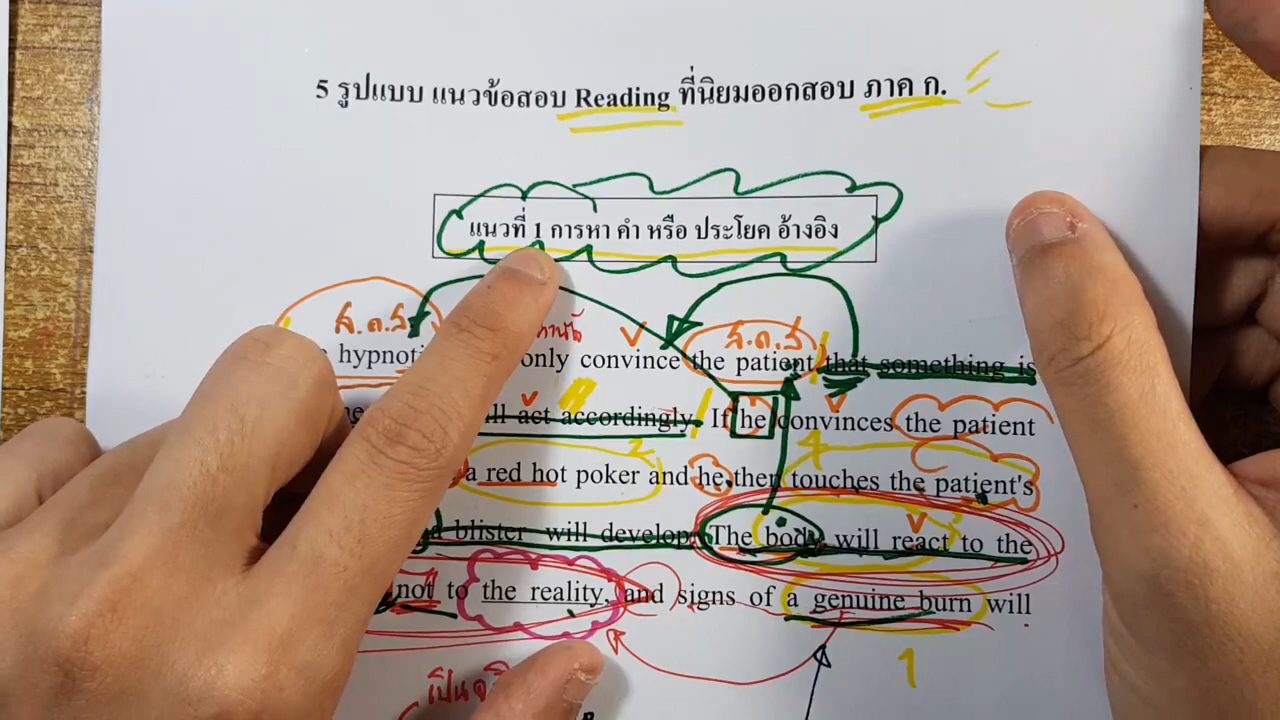 5 รูปแบบ แนวข้อสอบ Reading ที่นิยมออกสอบ ภาค ก.
แนวที่ 1 การหา คำ หรือ ประโยค อ้างอิง
ส.ด.ส ส.ด.ส
only convince the patient that something is
act accordingly. If he convinces the patient
a red hot poker and he then touches the patient's
blister will develop. The body will react to the
not to the reality, and signs of a genuine burn will
1